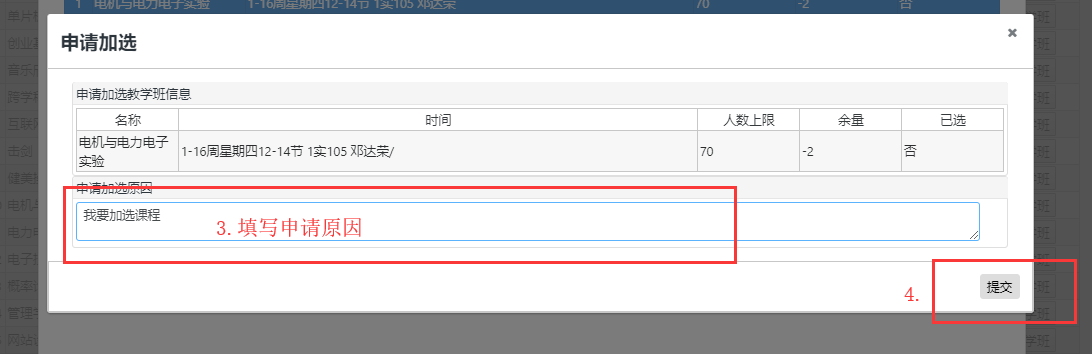 1 电机与电力电子实验 1-16周星期四12-14节 1实105 邓达荣 70 -2 否
申请加选
申请加选教学班信息
名称 时间 人数上限 余量 已选
电机与电力电子
实验
1-16周星期四12-14节 1实105 邓达荣/ 70 -2 否
申请加选原因
我要加选课程
3. 填写申请原因
4.
提交